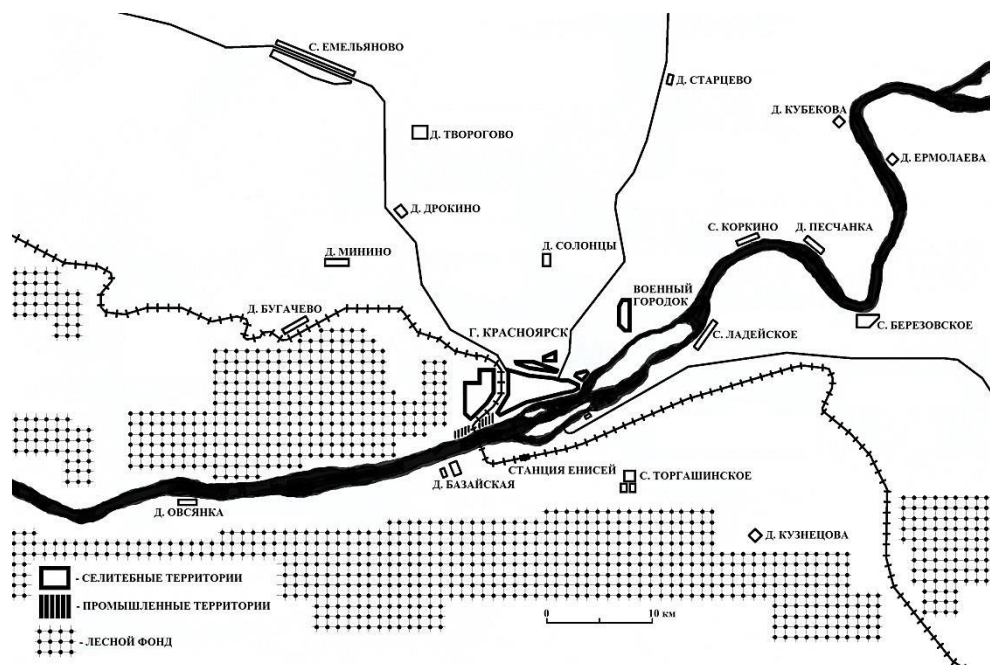 С. ЕМЕЛЬЯНОВО
Д. СТАРЦЕВО
Д. КУБЕКОВА
Д. ТВОРОГОВО
Д. ЕРМОЛАЕВА
Д. ДРОКИНО
С. КОРКИНО
Д. ПЕСЧАНКА
Д. МИНИНО
Д. СОЛОНЦЫ
ВОЕННЫЙ
ГОРОДОК
Д. БУГАЧЕВО
Г. КРАСНОЯРСК
С. БЕРЕЗОВСКОЕ
С. ЛАДЕЙСКОЕ
СТАНЦИЯ ЕНИСЕЙ
С. ТОРГАШИНСКОЕ
Д. БАЗАЙСКАЯ
Д. ОВСЯНКА
Д. КУЗНЕЦОВА
- СЕЛИТЕБНЫЕ ТЕРРИТОРИИ
- ПРОМЫШЛЕННЫЕ ТЕРРИТОРИИ
0 10 км
- ЛЕСНОЙ ФОНД